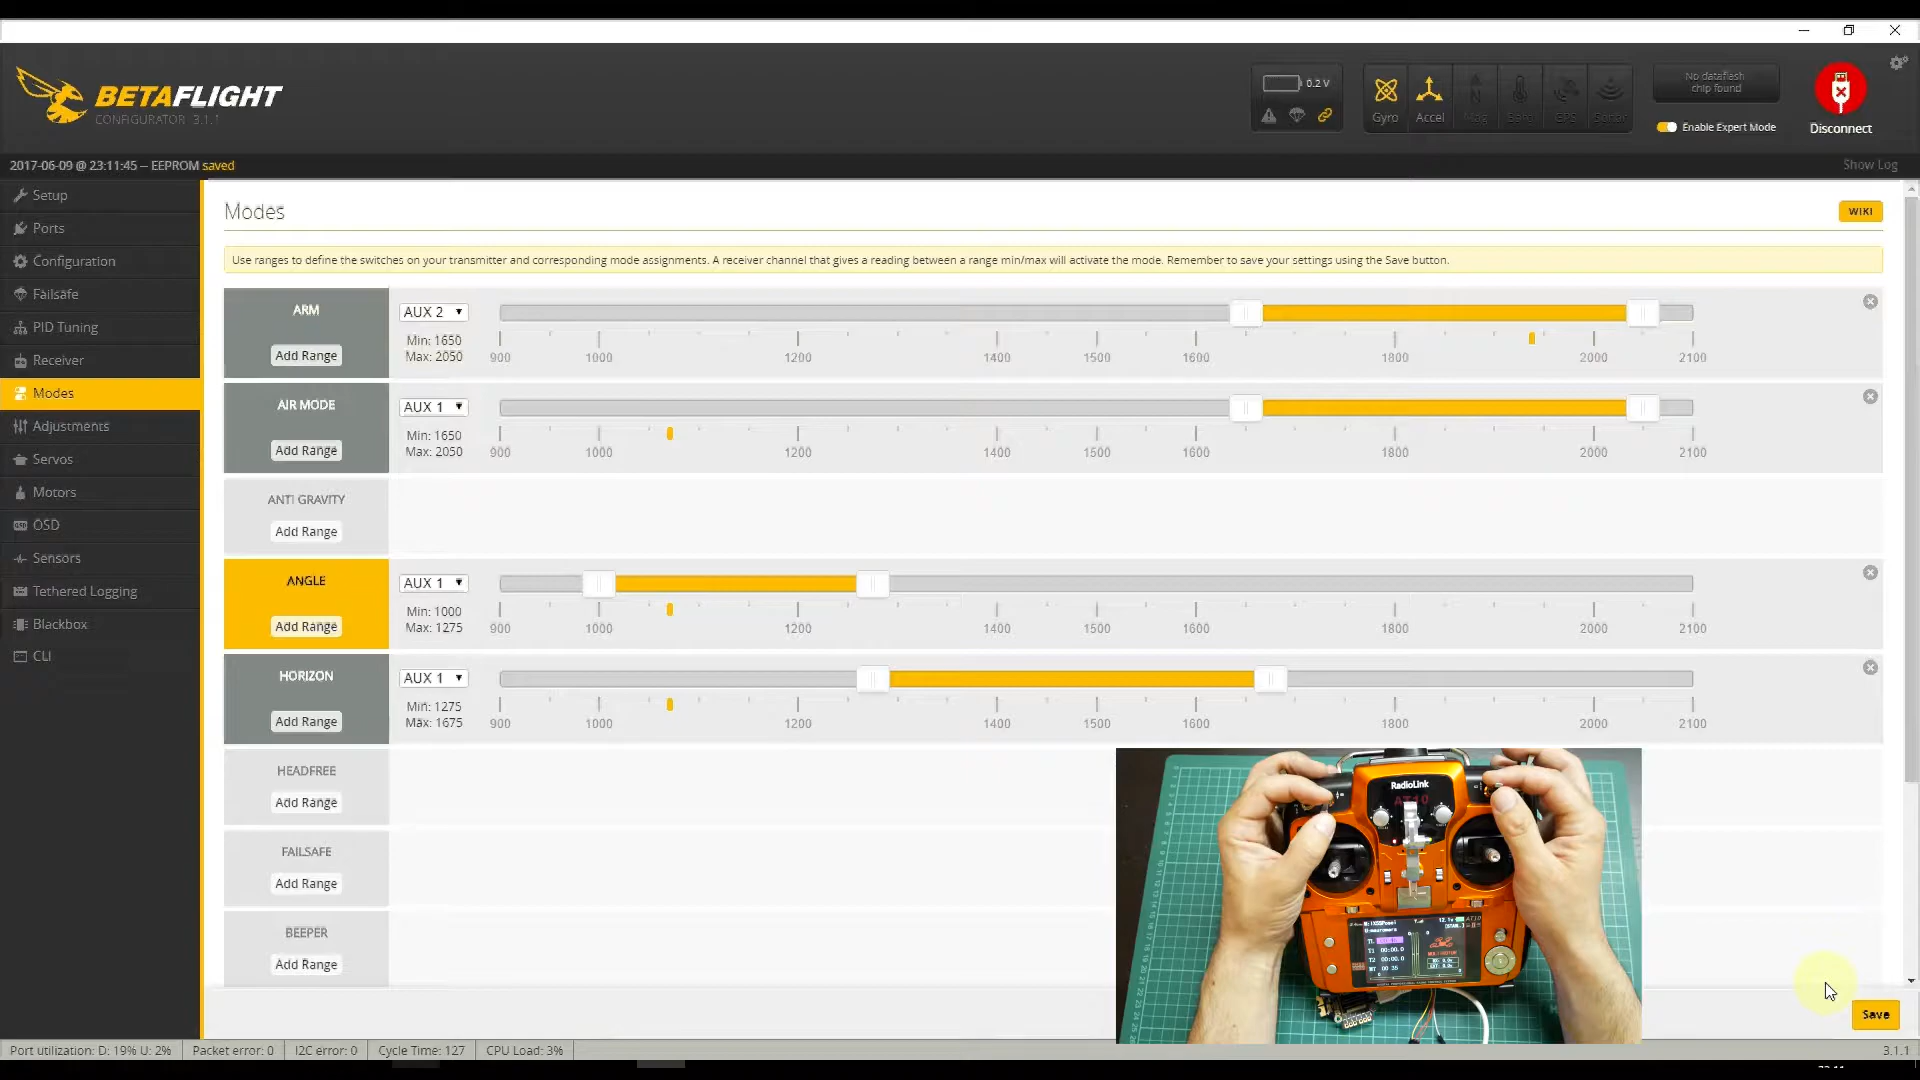 BETAFLIGHT
CONFIGURATOR 3.1.1
0.2 V
Gyro
Accel
Mag
Baro
GPS
Sonar
No dataflash
chip found
Enable Expert Mode
Disconnect
2017-06-09 @ 23:11:45 -- EEPROM saved
Show Log
Setup
Ports
Configuration
Failsafe
PID Tuning
Receiver
Modes
Adjustments
Servos
Motors
OSD
Sensors
Tethered Logging
Blackbox
CLI
Modes
WIKI
Use ranges to define the switches on your transmitter and corresponding mode assignments. A receiver channel that gives a reading between a range min/max will activate the mode. Remember to save your settings using the Save button.
ARM
Add Range
AUX 2
Min: 1650
Max: 2050
900 1000 1200 1400 1500 1600 1800 2000 2100
AIR MODE
Add Range
AUX 1
Min: 1650
Max: 2050
900 1000 1200 1400 1500 1600 1800 2000 2100
ANTI GRAVITY
Add Range
ANGLE
Add Range
AUX 1
Min: 1000
Max: 1275
900 1000 1200 1400 1500 1600 1800 2000 2100
HORIZON
Add Range
AUX 1
Min: 1275
Max: 1675
900 1000 1200 1400 1500 1600 1800 2000 2100
HEADFREE
Add Range
FAILSAFE
Add Range
BEEPER
Add Range
RadioLink
AT10
Save
Port utilization: D: 19% U: 2%
Packet error: 0
I2C error: 0
Cycle Time: 127
CPU Load: 3%
3.1.1